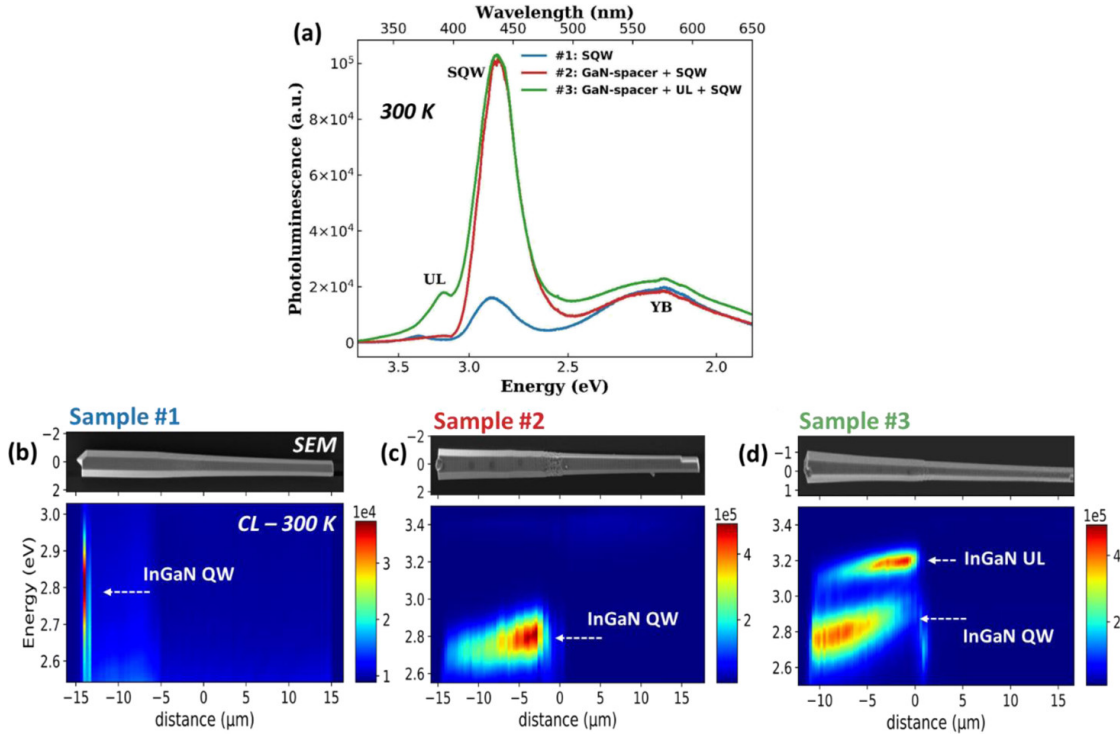 Wavelength (nm)
350 400 450 500 550 600 650
(a)
10⁵
8×10⁴
6×10⁴
4×10⁴
2×10⁴
0
Photoluminescence (a.u.)
#1: SQW
#2: GaN-spacer + SQW
#3: GaN-spacer + UL + SQW
SQW
300 K
UL
YB
3.5 3.0 2.5 2.0
Energy (eV)
Sample #1
(b)
−2
0
2
SEM
Energy (eV)
3.0
2.9
2.8
2.7
2.6
CL – 300 K
InGaN QW
−15 −10 −5 0 5 10 15
distance (μm)
1e4
3
2
1
Sample #2
(c)
−2
0
2
3.4
3.2
3.0
2.8
2.6
InGaN QW
−15 −10 −5 0 5 10 15
distance (μm)
1e5
4
2
Sample #3
(d)
−1
0
1
3.4
3.2
3.0
2.8
2.6
InGaN UL
InGaN QW
−10 −5 0 5 10 15
distance (μm)
1e5
4
2